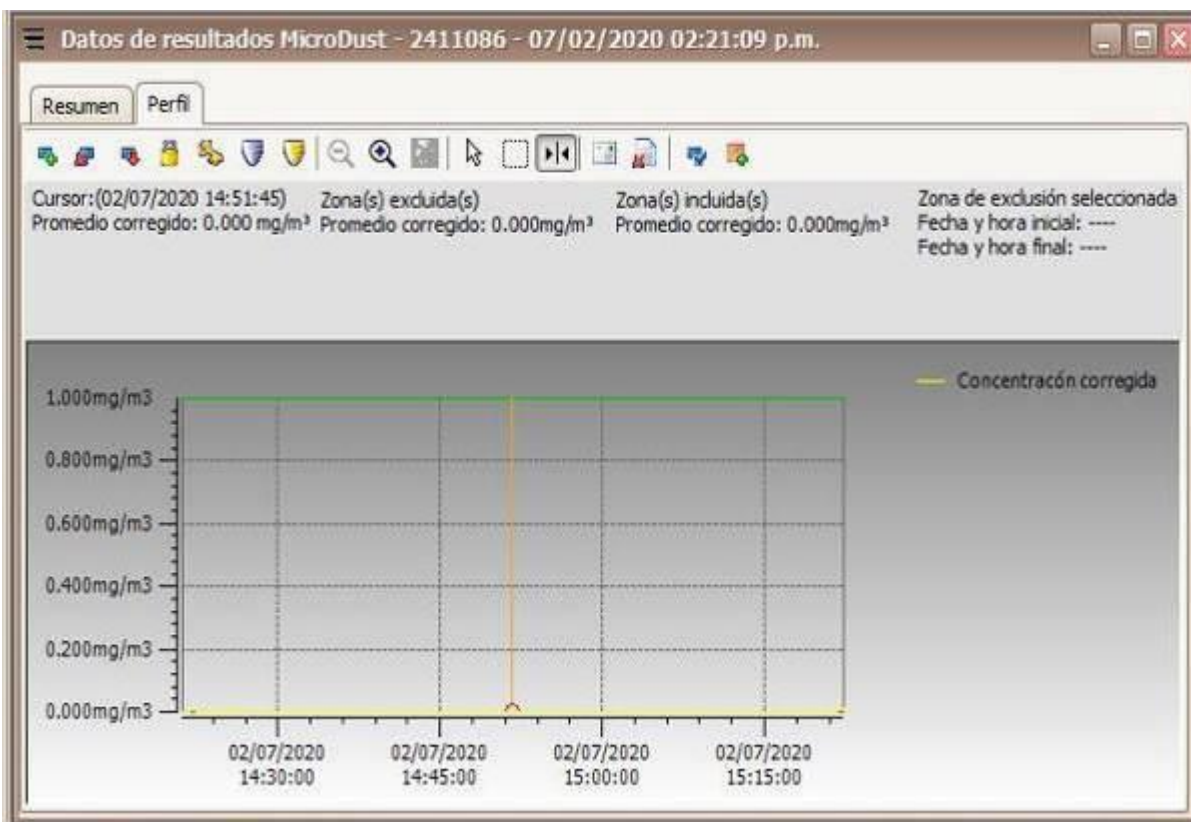 Datos de resultados MicroDust - 2411086 - 07/02/2020 02:21:09 p.m.
Resumen Perfil
Cursor:(02/07/2020 14:51:45) Zona(s) excluida(s) Zona(s) incluida(s) Zona de exclusión seleccionada
Promedio corregido: 0.000 mg/m³ Promedio corregido: 0.000mg/m³ Promedio corregido: 0.000mg/m³ Fecha y hora inicial: ----
Fecha y hora final: ----
Concentracón corregida
1.000mg/m3
0.800mg/m3
0.600mg/m3
0.400mg/m3
0.200mg/m3
0.000mg/m3
02/07/2020 02/07/2020 02/07/2020 02/07/2020
14:30:00 14:45:00 15:00:00 15:15:00